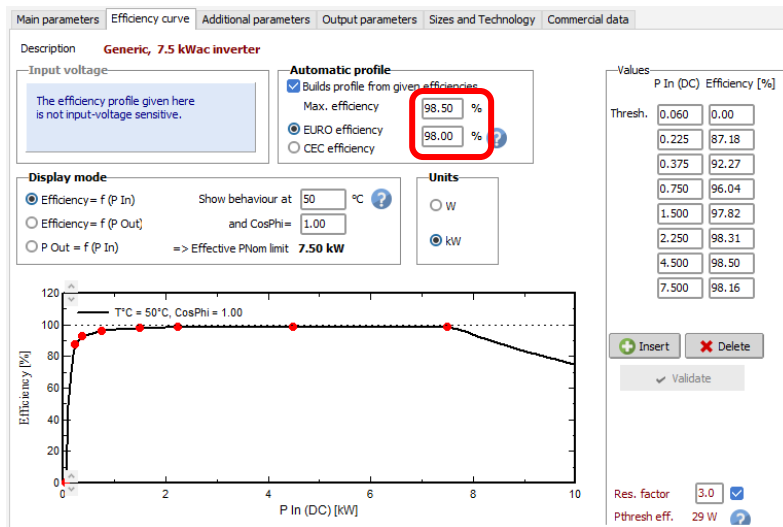 Main parameters Efficiency curve Additional parameters Output parameters Sizes and Technology Commercial data
Description Generic, 7.5 kWac inverter
Input voltage
The efficiency profile given here
is not input-voltage sensitive.
Automatic profile
Builds profile from given efficiencies
Max. efficiency 98.50 %
EURO efficiency 98.00 % ?
CEC efficiency
Display mode
Efficiency= f (P In) Show behaviour at 50 °C ?
Efficiency= f (P Out) and CosPhi= 1.00
P Out = f (P In) => Effective PNom limit 7.50 kW
Units
W
kW
Values
P In (DC) Efficiency [%]
Thresh. 0.060 0.00
0.225 87.18
0.375 92.27
0.750 96.04
1.500 97.82
2.250 98.31
4.500 98.50
7.500 98.16
Insert Delete
Validate
Res. factor 3.0
Pthresh eff. 29 W ?
T°C = 50°C, CosPhi = 1.00
Efficiency [%]
120
100
80
60
40
20
0
0 2 4 6 8 10
P In (DC) [kW]